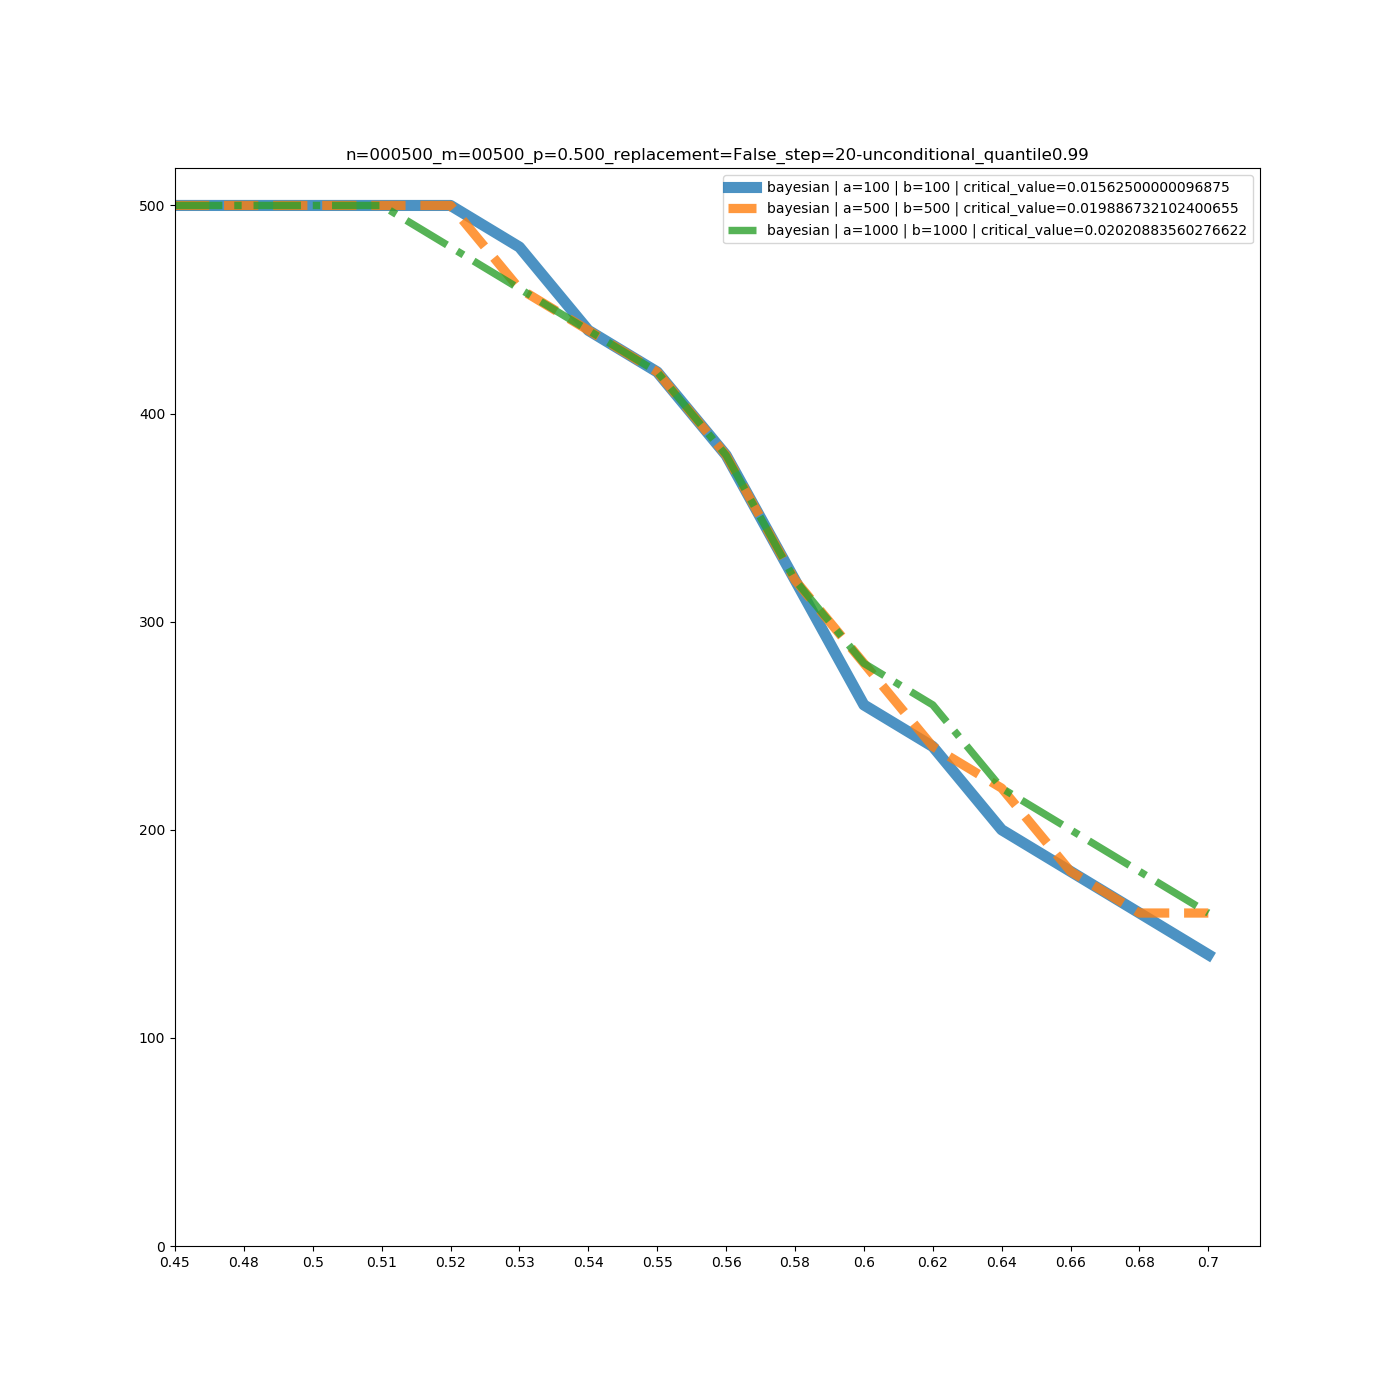 n=000500_m=00500_p=0.500_replacement=False_step=20-unconditional_quantile0.99
bayesian | a=100 | b=100 | critical_value=0.01562500000096875
bayesian | a=500 | b=500 | critical_value=0.019886732102400655
bayesian | a=1000 | b=1000 | critical_value=0.02020883560276622
500
400
300
200
100
0
0.45 0.48 0.5 0.51 0.52 0.53 0.54 0.55 0.56 0.58 0.6 0.62 0.64 0.66 0.68 0.7